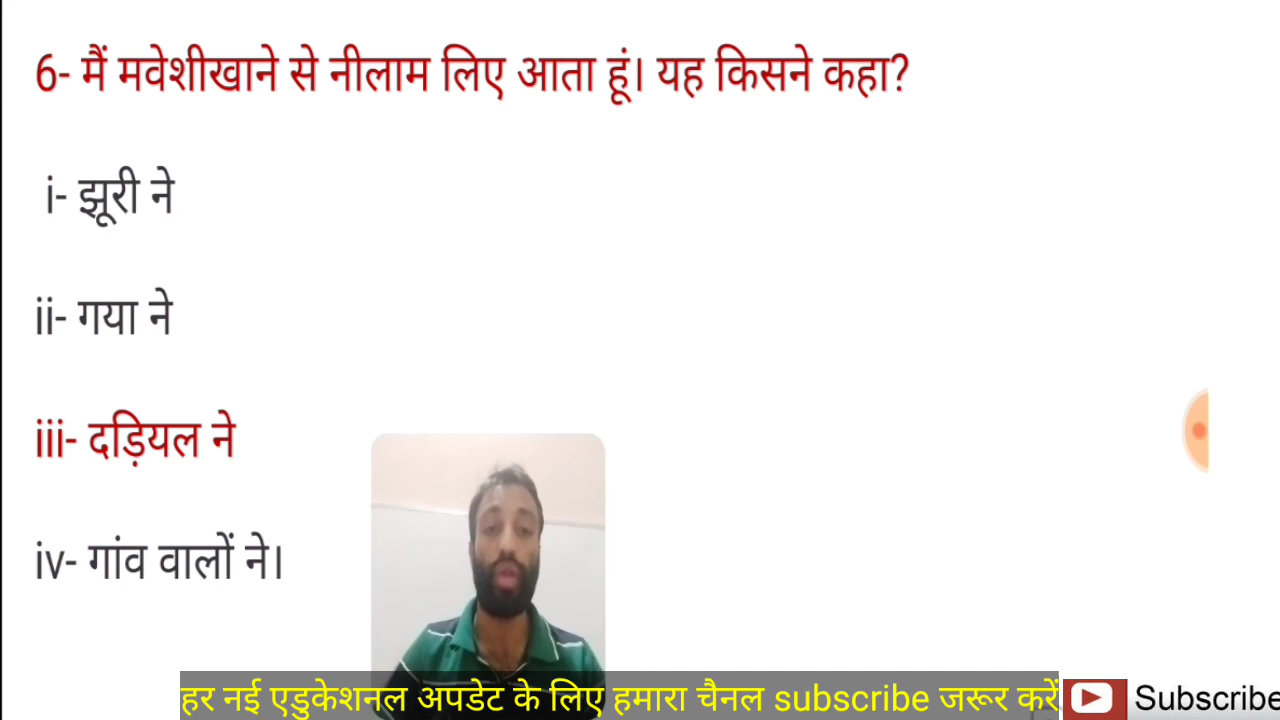 6- मैं मवेशीखाने से नीलाम लिए आता हूं। यह किसने कहा?
i- झूरी ने
ii- गया ने
iii- दड़ियल ने
iv- गांव वालों ने।
हर नई एडुकेशनल अपडेट के लिए हमारा चैनल subscribe जरूर करें Subscribe